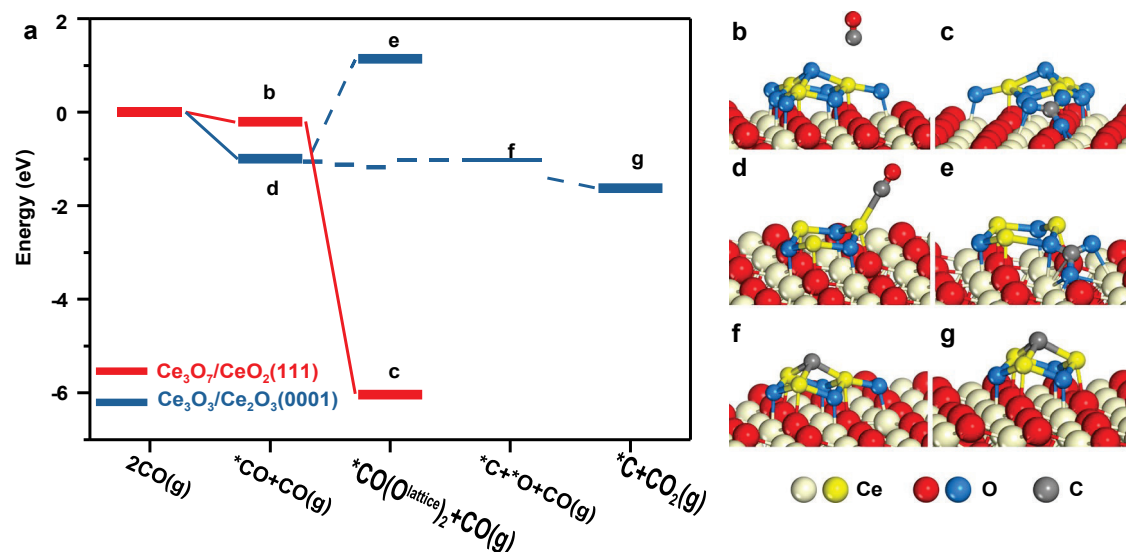 a
2
0
-2
-4
-6
Energy (eV)
b
d
e
c
f
g
Ce₃O₇/CeO₂(111)
Ce₃O₃/Ce₂O₃(0001)
2CO(g)
*CO+CO(g)
*CO(O^lattice)₂+CO(g)
*C+*O+CO(g)
*C+CO₂(g)
b
c
d
e
f
g
Ce
O
C